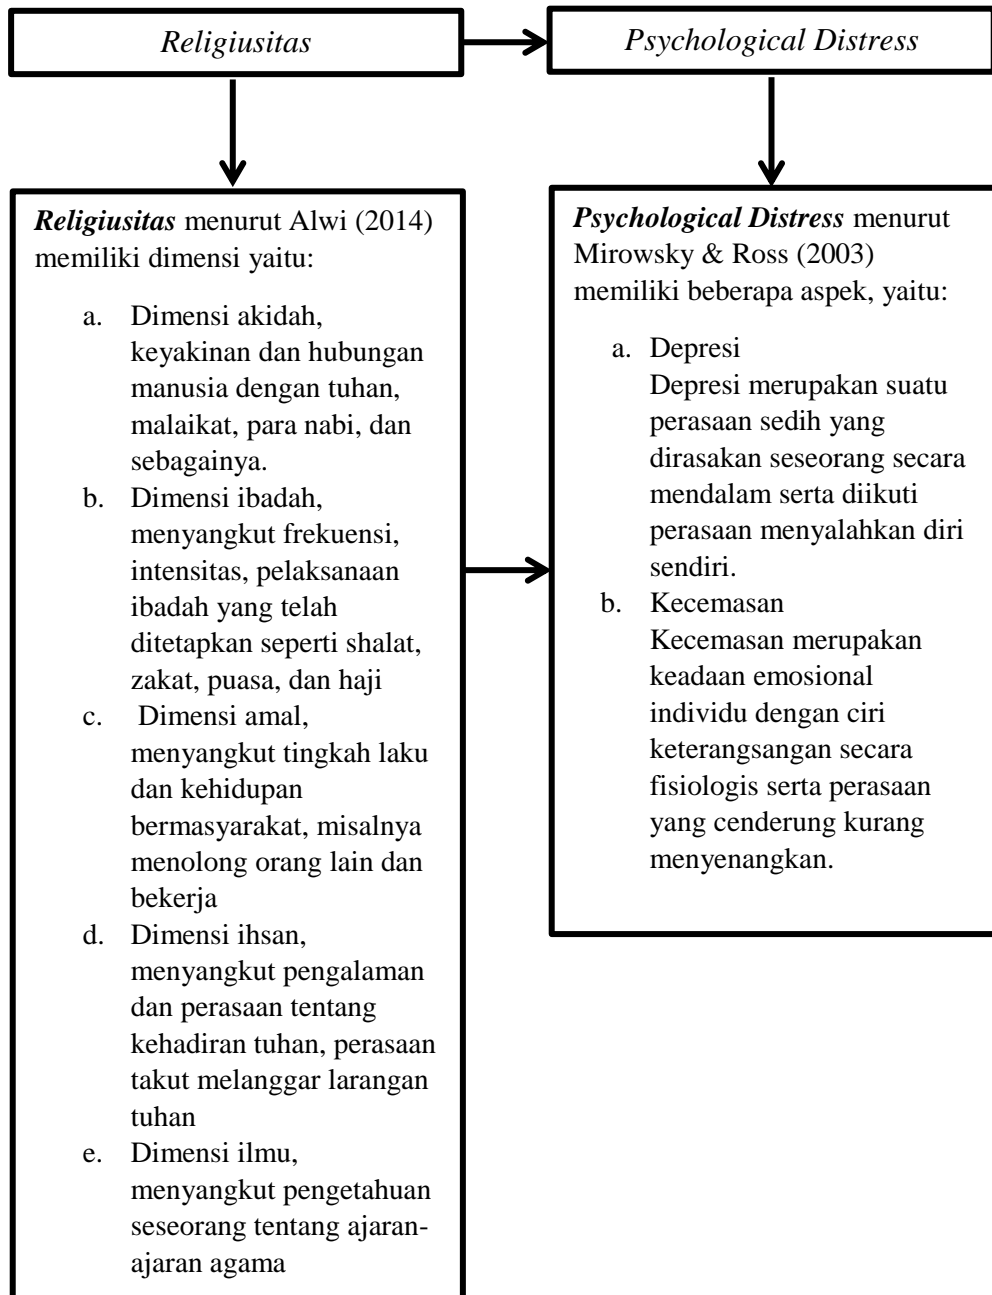 Religiusitas
Psychological Distress
Religiusitas menurut Alwi (2014)
memiliki dimensi yaitu:
a. Dimensi akidah,
keyakinan dan hubungan
manusia dengan tuhan,
malaikat, para nabi, dan
sebagainya.
b. Dimensi ibadah,
menyangkut frekuensi,
intensitas, pelaksanaan
ibadah yang telah
ditetapkan seperti shalat,
zakat, puasa, dan haji
c. Dimensi amal,
menyangkut tingkah laku
dan kehidupan
bermasyarakat, misalnya
menolong orang lain dan
bekerja
d. Dimensi ihsan,
menyangkut pengalaman
dan perasaan tentang
kehadiran tuhan, perasaan
takut melanggar larangan
tuhan
e. Dimensi ilmu,
menyangkut pengetahuan
seseorang tentang ajaran-
ajaran agama
Psychological Distress menurut
Mirowsky & Ross (2003)
memiliki beberapa aspek, yaitu:
a. Depresi
Depresi merupakan suatu
perasaan sedih yang
dirasakan seseorang secara
mendalam serta diikuti
perasaan menyalahkan diri
sendiri.
b. Kecemasan
Kecemasan merupakan
keadaan emosional
individu dengan ciri
keterangsangan secara
fisiologis serta perasaan
yang cenderung kurang
menyenangkan.